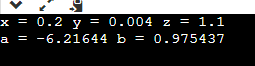 x = 0.2 y = 0.004 z = 1.1
a = -6.21644 b = 0.975437